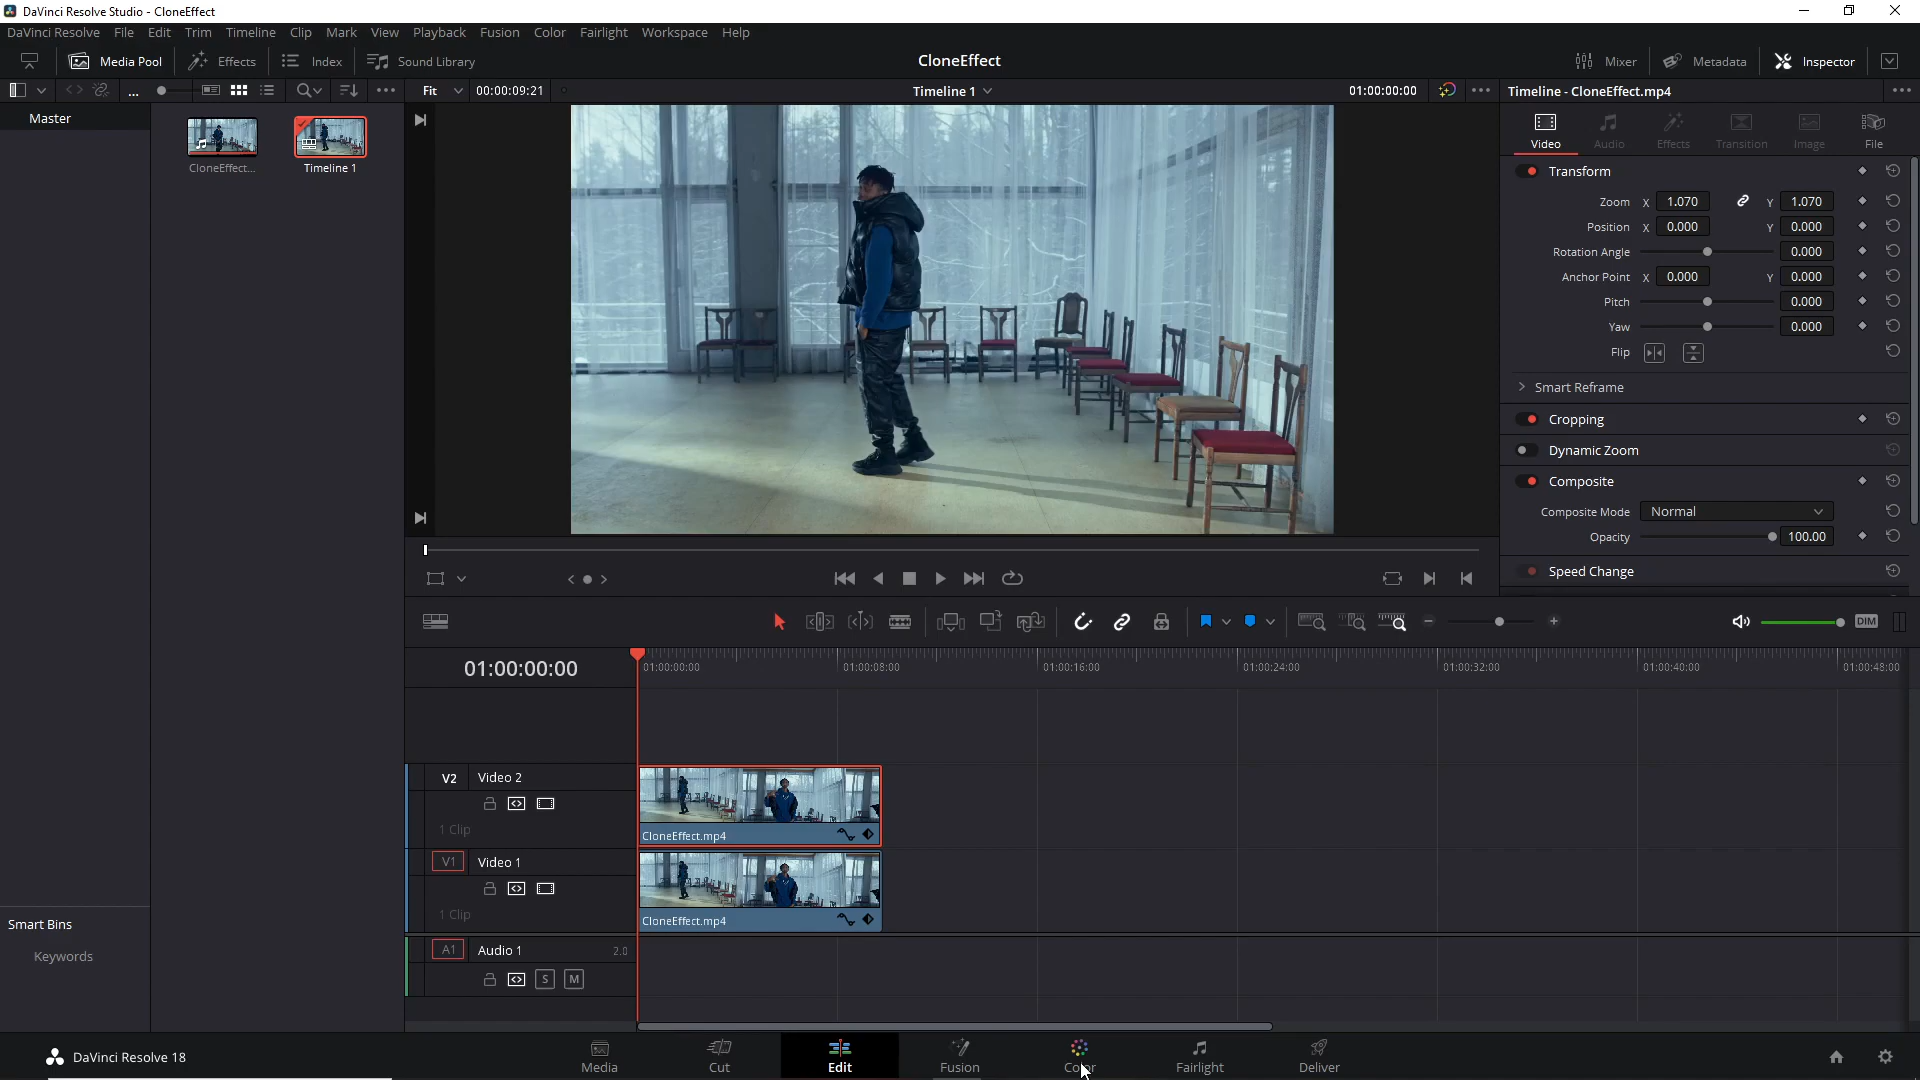 DaVinci Resolve Studio - CloneEffect
DaVinci Resolve File Edit Trim Timeline Clip Mark View Playback Fusion Color Fairlight Workspace Help
Media Pool Effects Index Sound Library CloneEffect Mixer Metadata Inspector
... Fit 00:00:09:21 Timeline 1 01:00:00:00 Timeline - CloneEffect.mp4
Master
CloneEffect...
Timeline 1
Video Audio Effects Transition Image File
Transform
Zoom X 1.070 Y 1.070
Position X 0.000 Y 0.000
Rotation Angle 0.000
Anchor Point X 0.000 Y 0.000
Pitch 0.000
Yaw 0.000
Flip
Smart Reframe
Cropping
Dynamic Zoom
Composite
Composite Mode Normal
Opacity 100.00
Speed Change
DIM
01:00:00:00 01:00:00:00 01:00:08:00 01:00:16:00 01:00:24:00 01:00:32:00 01:00:40:00 01:00:48:00
V2 Video 2
1 Clip
CloneEffect.mp4
V1 Video 1
1 Clip
CloneEffect.mp4
A1 Audio 1 2.0
S M
Smart Bins
Keywords
DaVinci Resolve 18
Media Cut Edit Fusion Color Fairlight Deliver